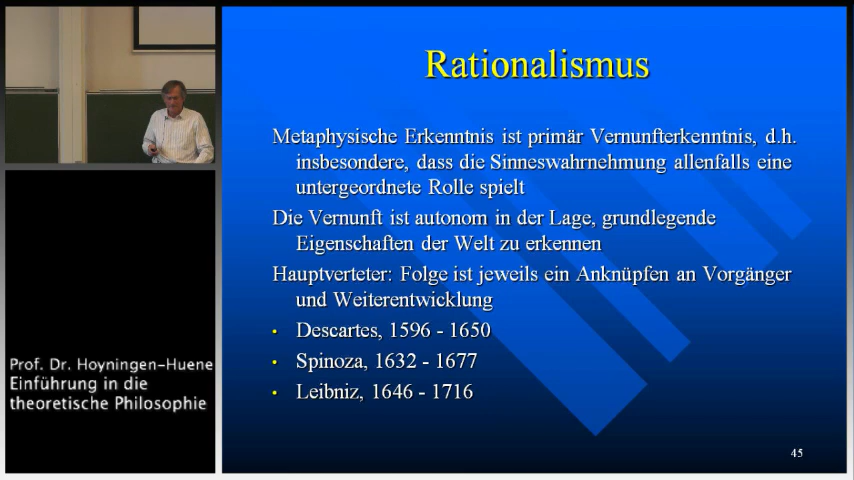 Rationalismus
Metaphysische Erkenntnis ist primär Vernunfterkenntnis, d.h.
insbesondere, dass die Sinneswahrnehmung allenfalls eine
untergeordnete Rolle spielt
Die Vernunft ist autonom in der Lage, grundlegende
Eigenschaften der Welt zu erkennen
Hauptverteter: Folge ist jeweils ein Anknüpfen an Vorgänger
und Weiterentwicklung
• Descartes, 1596 - 1650
• Spinoza, 1632 - 1677
• Leibniz, 1646 - 1716
45
Prof. Dr. Hoyningen-Huene
Einführung in die
theoretische Philosophie